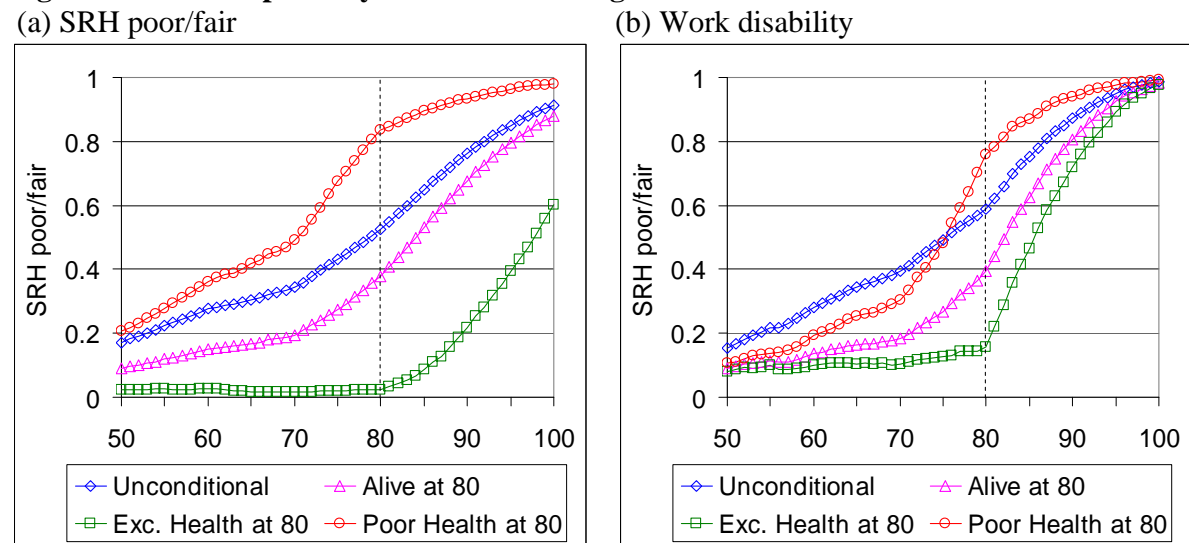 (a) SRH poor/fair
(b) Work disability
SRH poor/fair
1
0.8
0.6
0.4
0.2
0
50 60 70 80 90 100
Unconditional
Alive at 80
Exc. Health at 80
Poor Health at 80
SRH poor/fair
1
0.8
0.6
0.4
0.2
0
50 60 70 80 90 100
Unconditional
Alive at 80
Exc. Health at 80
Poor Health at 80